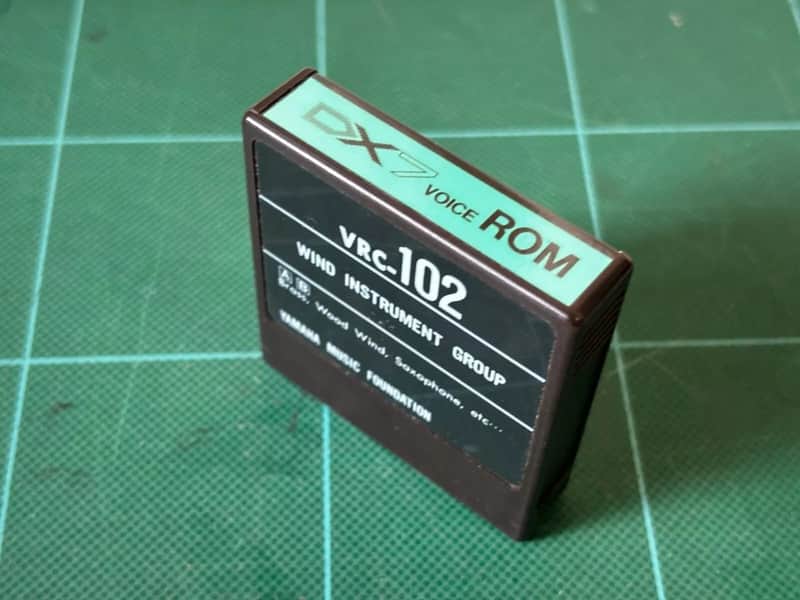 DX7 VOICE ROM
VRC-102
WIND INSTRUMENT GROUP
A B
Brass, Wood Wind, Saxophone, etc…
YAMAHA MUSIC FOUNDATION